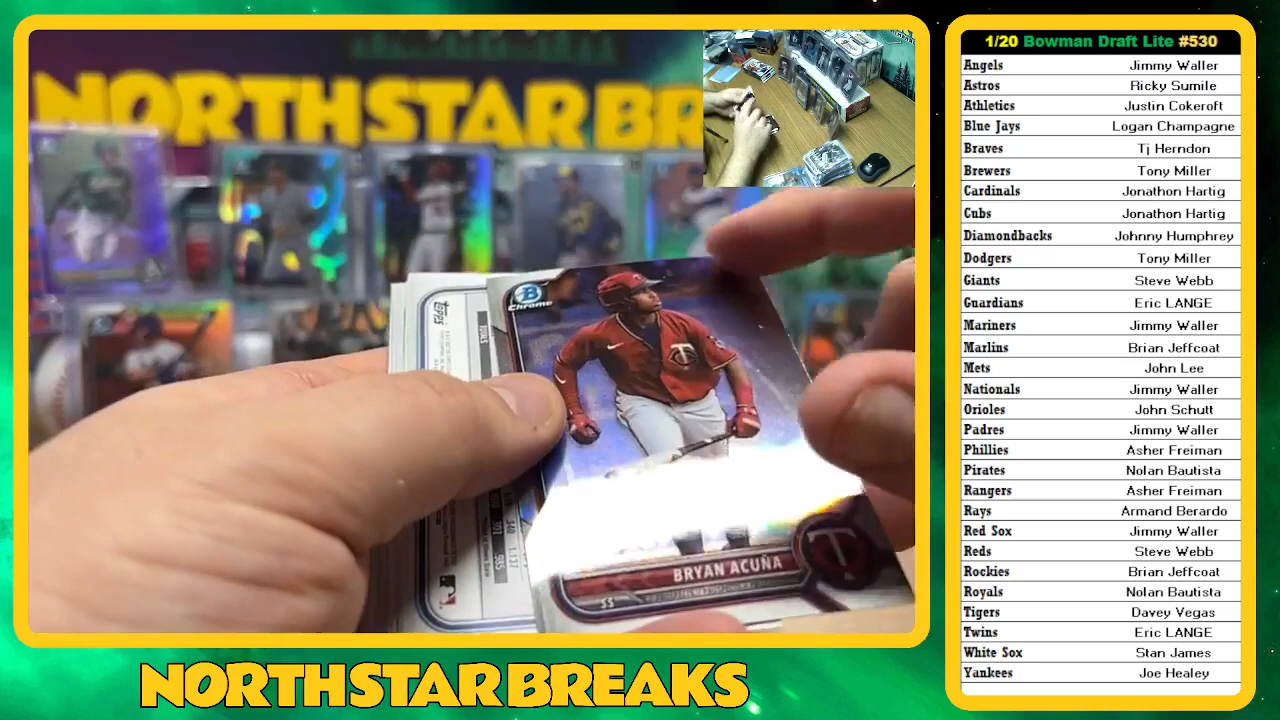 NORTHSTAR BREAKS
Chrome
TOPPS
BRYAN ACUÑA
SS
1/20 Bowman Draft Lite #530
Angels Jimmy Waller
Astros Ricky Sumile
Athletics Justin Cokeroft
Blue Jays Logan Champagne
Braves Tj Herndon
Brewers Tony Miller
Cardinals Jonathon Hartig
Cubs Jonathon Hartig
Diamondbacks Johnny Humphrey
Dodgers Tony Miller
Giants Steve Webb
Guardians Eric LANGE
Mariners Jimmy Waller
Marlins Brian Jeffcoat
Mets John Lee
Nationals Jimmy Waller
Orioles John Schutt
Padres Jimmy Waller
Phillies Asher Freiman
Pirates Nolan Bautista
Rangers Asher Freiman
Rays Armand Berardo
Red Sox Jimmy Waller
Reds Steve Webb
Rockies Brian Jeffcoat
Royals Nolan Bautista
Tigers Davey Vegas
Twins Eric LANGE
White Sox Stan James
Yankees Joe Healey
NORTHSTAR BREAKS